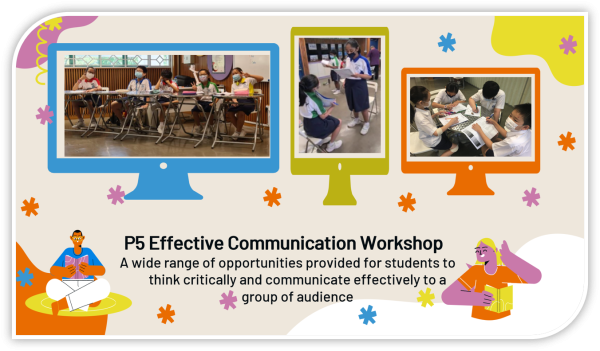 P5 Effective Communication Workshop
A wide range of opportunities provided for students to
think critically and communicate effectively to a
group of audience